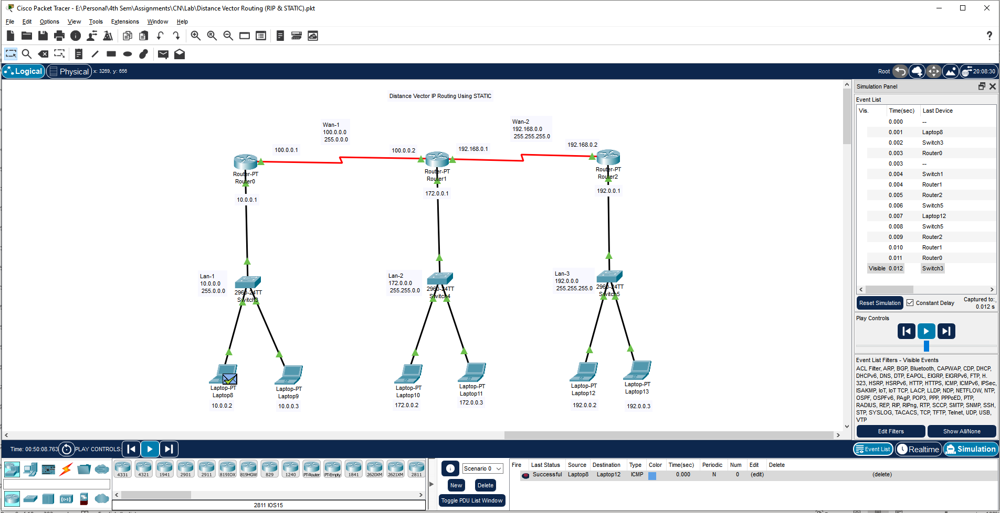 Cisco Packet Tracer - E:\Personal\4th Sem\Assignments\CN\Lab\Distance Vector Routing (RIP & STATIC).pkt
File Edit Options View Tools Extensions Window Help
?
Logical Physical x: 3269, y: 656
Root 20:08:30
Distance Vector IP Routing Using STATIC
Wan-1
100.0.0.0
255.0.0.0
Wan-2
192.168.0.0
255.255.255.0
100.0.0.1
100.0.0.2
192.168.0.1
192.168.0.2
Router-PT
Router0
Router-PT
Router1
Router-PT
Router2
10.0.0.1
172.0.0.1
192.0.0.1
Lan-1
10.0.0.0
255.0.0.0
2960-24TT
Switch3
Lan-2
172.0.0.0
255.255.0.0
2960-24TT
Switch4
Lan-3
192.0.0.0
255.255.255.0
2960-24TT
Switch5
Laptop-PT
Laptop8
10.0.0.2
Laptop-PT
Laptop9
10.0.0.3
Laptop-PT
Laptop10
172.0.0.2
Laptop-PT
Laptop11
172.0.0.3
Laptop-PT
Laptop12
192.0.0.2
Laptop-PT
Laptop13
192.0.0.3
Simulation Panel
Event List
Vis. Time(sec) Last Device
0.000 --
0.001 Laptop8
0.002 Switch3
0.003 Router0
0.003 --
0.004 Switch1
0.004 Router1
0.005 Router2
0.006 Switch5
0.007 Laptop12
0.008 Switch5
0.009 Router2
0.010 Router1
0.011 Router0
Visible 0.012 Switch3
Reset Simulation Constant Delay Captured to:
0.012 s
Play Controls
Event List Filters - Visible Events
ACL Filter, ARP, BGP, Bluetooth, CAPWAP, CDP, DHCP,
DHCPv6, DNS, DTP, EAPOL, EIGRP, EIGRPv6, FTP, H.
323, HSRP, HSRPv6, HTTP, HTTPS, ICMP, ICMPv6, IPSec,
ISAKMP, IoT, IoT TCP, LACP, LLDP, NDP, NETFLOW, NTP,
OSPF, OSPFv6, PAgP, POP3, PPP, PPPoED, PTP,
RADIUS, REP, RIP, RIPng, RTP, SCCP, SMTP, SNMP, SSH,
STP, SYSLOG, TACACS, TCP, TFTP, Telnet, UDP, USB,
VTP
Edit Filters Show All/None
Time: 00:50:08.763 PLAY CONTROLS:
Event List Realtime Simulation
4331 4321 1941 2901 2911 819IOX 819HGW 829 1240 PT-Router PT-Empty 1841 2620XM 2621XM 2811
2811 IOS15
Scenario 0
New Delete
Toggle PDU List Window
Fire Last Status Source Destination Type Color Time(sec) Periodic Num Edit Delete
Successful Laptop8 Laptop12 ICMP 0.000 N 0 (edit) (delete)